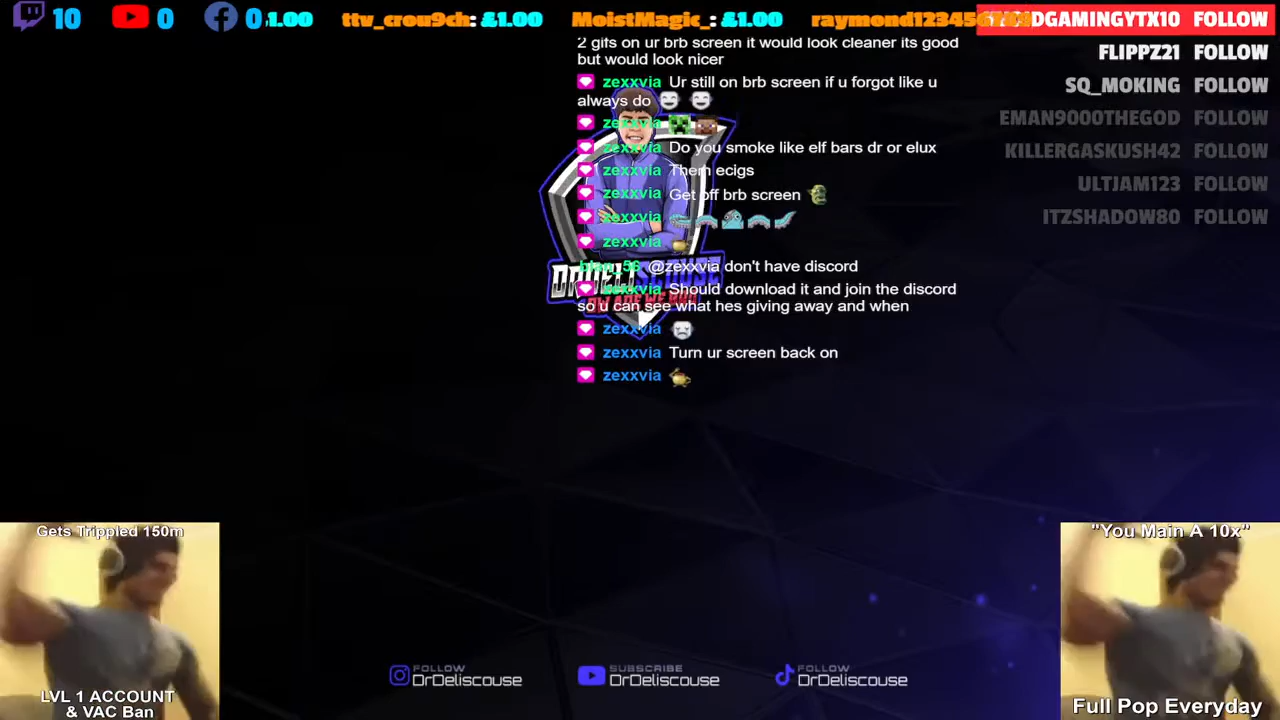 10 0 0 1.00 ttv_crou9ch: £1.00 MoistMagic_: £1.00 raymond123456789
FOLLOW
2 gifs on ur brb screen it would look cleaner its good
but would look nicer
FLIPPZ21 FOLLOW
zexxvia Ur still on brb screen if u forgot like u
always do
SQ_MOKING FOLLOW
zexxvia
EMAN9000THEGOD FOLLOW
zexxvia Do you smoke like elf bars dr or elux
KILLERGASKUSH42 FOLLOW
zexxvia Them ecigs
ULTJAM123 FOLLOW
zexxvia Get off brb screen
zexxvia
ITZSHADOW80 FOLLOW
zexxvia
@zexxvia don't have discord
zexxvia Should download it and join the discord
so u can see what hes giving away and when
zexxvia
zexxvia Turn ur screen back on
zexxvia
Gets Trippled 150m
LVL 1 ACCOUNT
& VAC Ban
"You Main A 10x"
Full Pop Everyday
FOLLOW
DrDeliscouse
SUBSCRIBE
DrDeliscouse
FOLLOW
DrDeliscouse